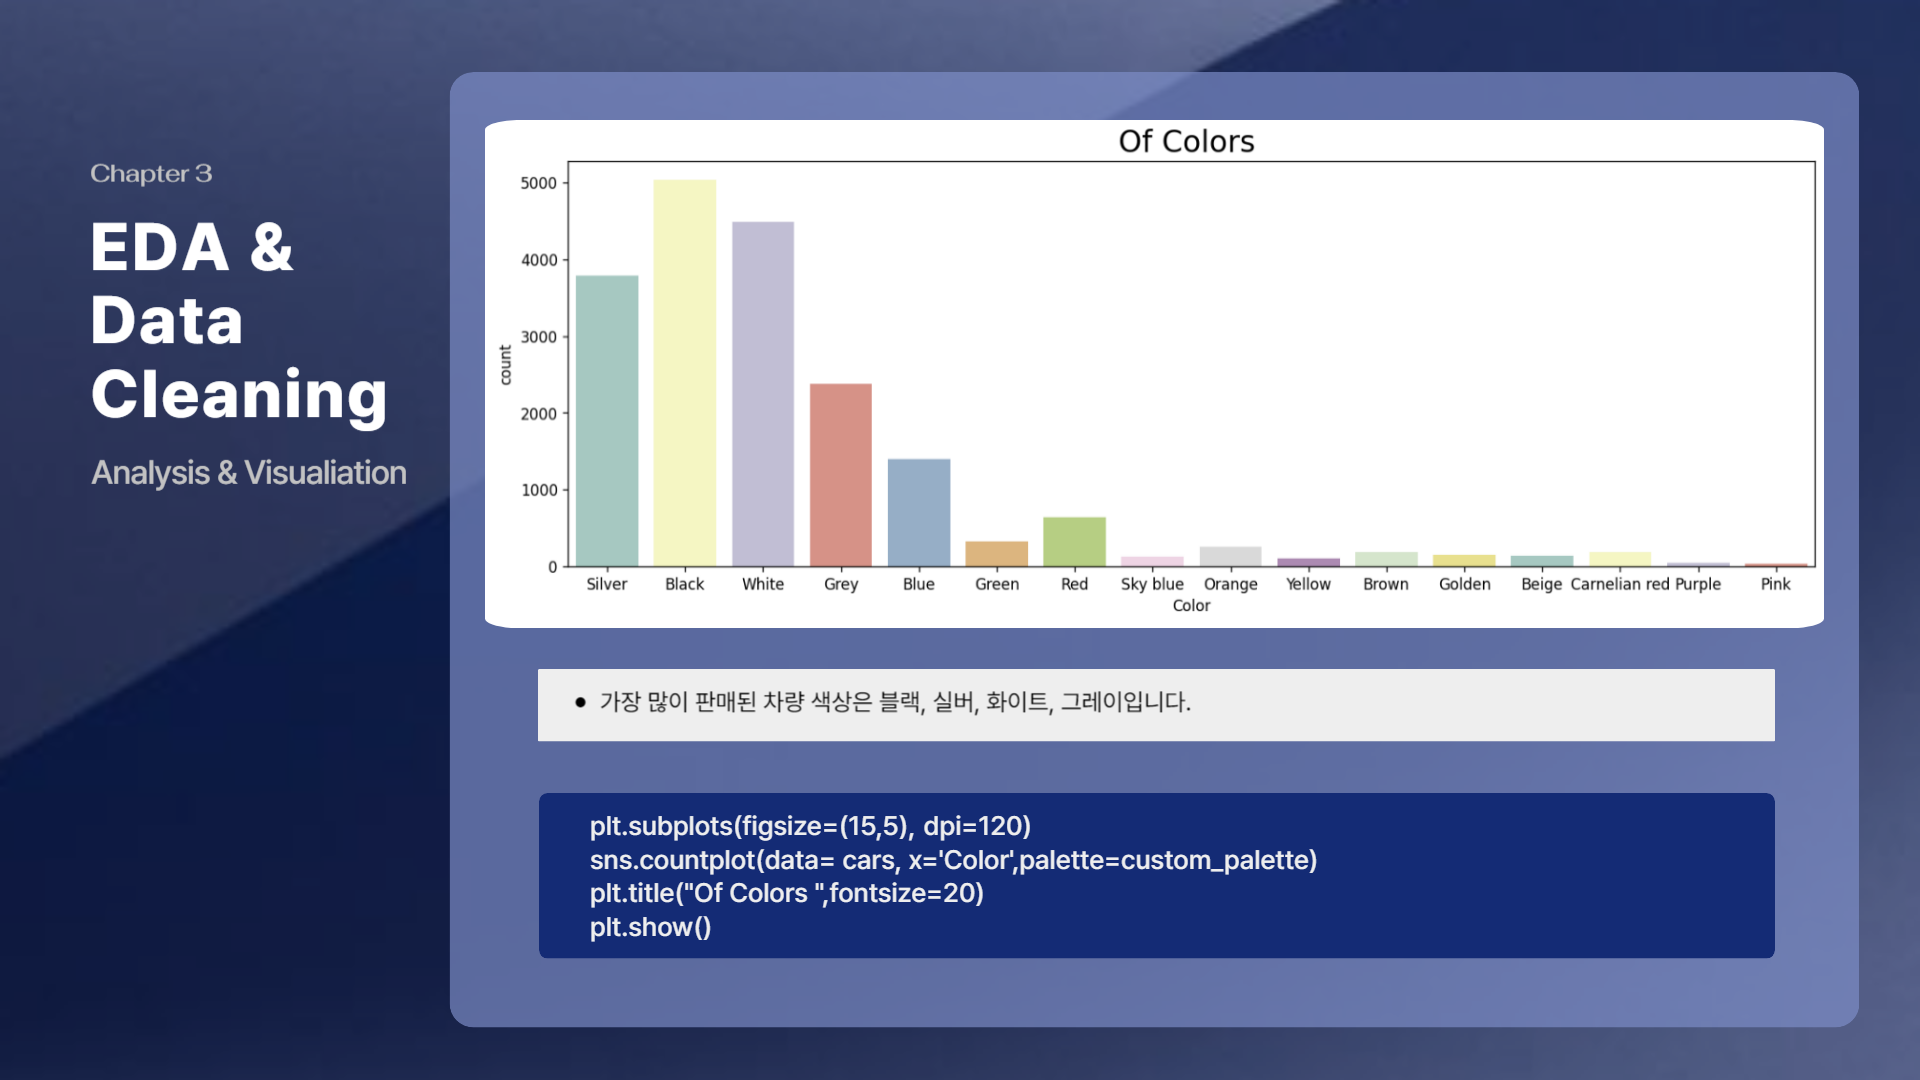 Chapter 3
EDA &
Data
Cleaning
Analysis & Visualiation
Of Colors
5000
4000
3000
2000
1000
0
count
Silver Black White Grey Blue Green Red Sky blue Orange Yellow Brown Golden Beige Carnelian red Purple Pink
Color
● 가장 많이 판매된 차량 색상은 블랙, 실버, 화이트, 그레이입니다.
plt.subplots(figsize=(15,5), dpi=120)
sns.countplot(data= cars, x='Color',palette=custom_palette)
plt.title("Of Colors ",fontsize=20)
plt.show()